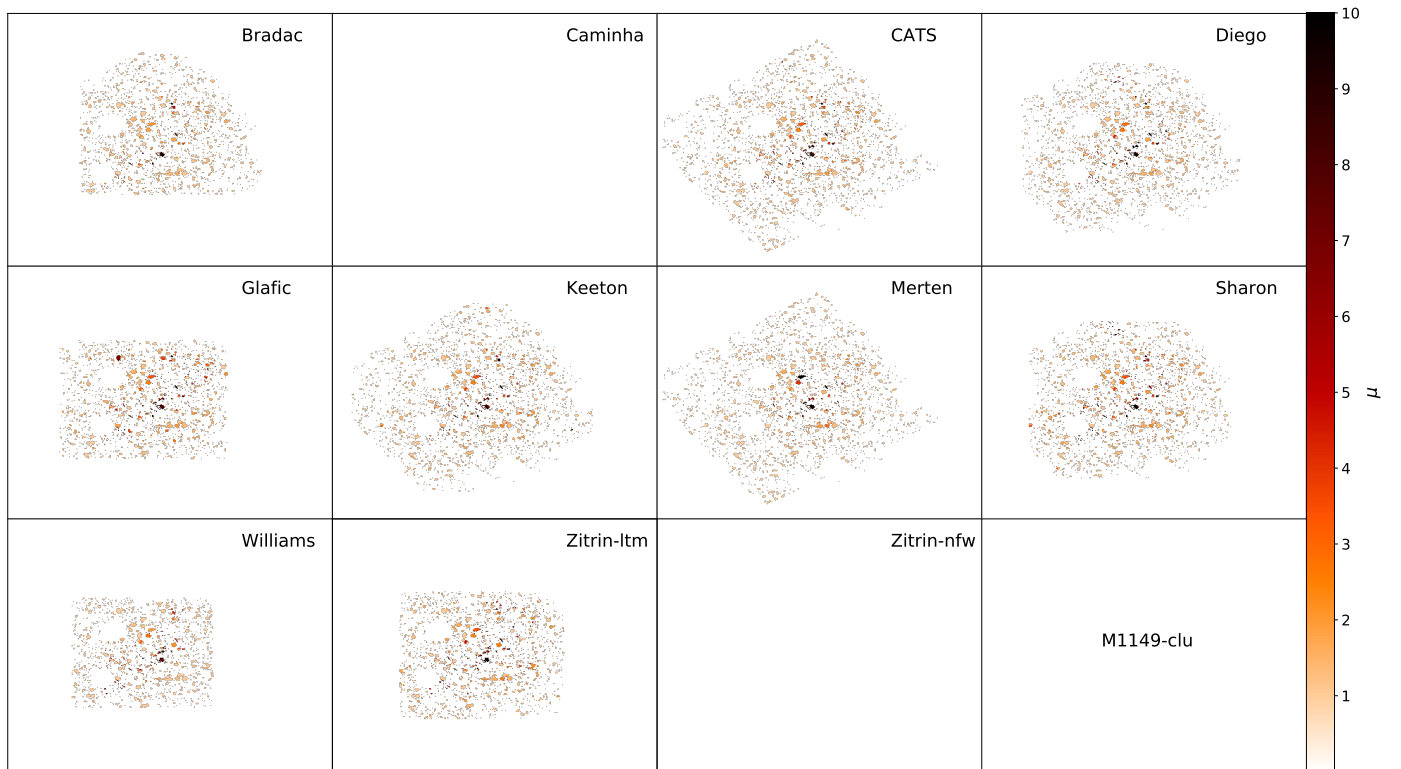 Bradac
Caminha
CATS
Diego
Glafic
Keeton
Merten
Sharon
Williams
Zitrin-ltm
Zitrin-nfw
M1149-clu
10
9
8
7
6
5
4
3
2
1
μ